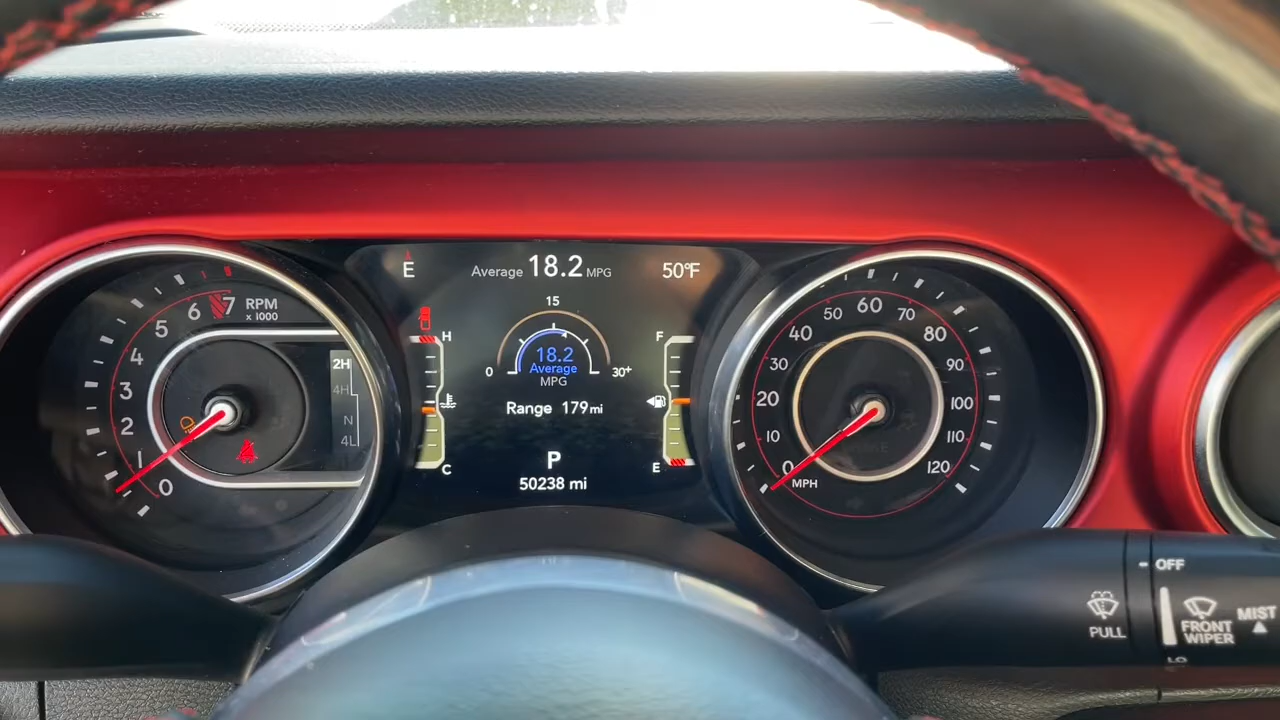 E
Average 18.2 MPG
50°F
7
6
5
4
3
2
1
0
RPM
x 1000
2H
4H
N
4L
H
C
15
0
30+
18.2
Average
MPG
Range 179 mi
P
50238 mi
F
E
0
10
20
30
40
50
60
70
80
90
100
110
120
MPH
PULL
OFF
FRONT
WIPER
MIST
LO